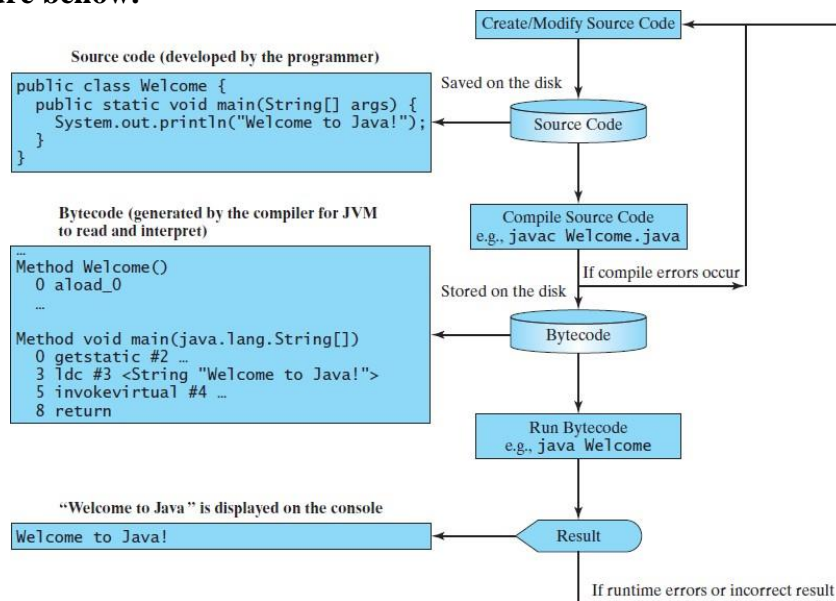 Create/Modify Source Code
Source code (developed by the programmer)
public class Welcome {
public static void main(String[] args) {
System.out.println("Welcome to Java!");
}
}
Saved on the disk
Source Code
Bytecode (generated by the compiler for JVM
to read and interpret)
…
Method Welcome()
0 aload_0
…
Method void main(java.lang.String[])
0 getstatic #2 …
3 ldc #3 <String "Welcome to Java!">
5 invokevirtual #4 …
8 return
Compile Source Code
e.g., javac Welcome.java
If compile errors occur
Stored on the disk
Bytecode
Run Bytecode
e.g., java Welcome
“Welcome to Java” is displayed on the console
Welcome to Java!
Result
If runtime errors or incorrect result